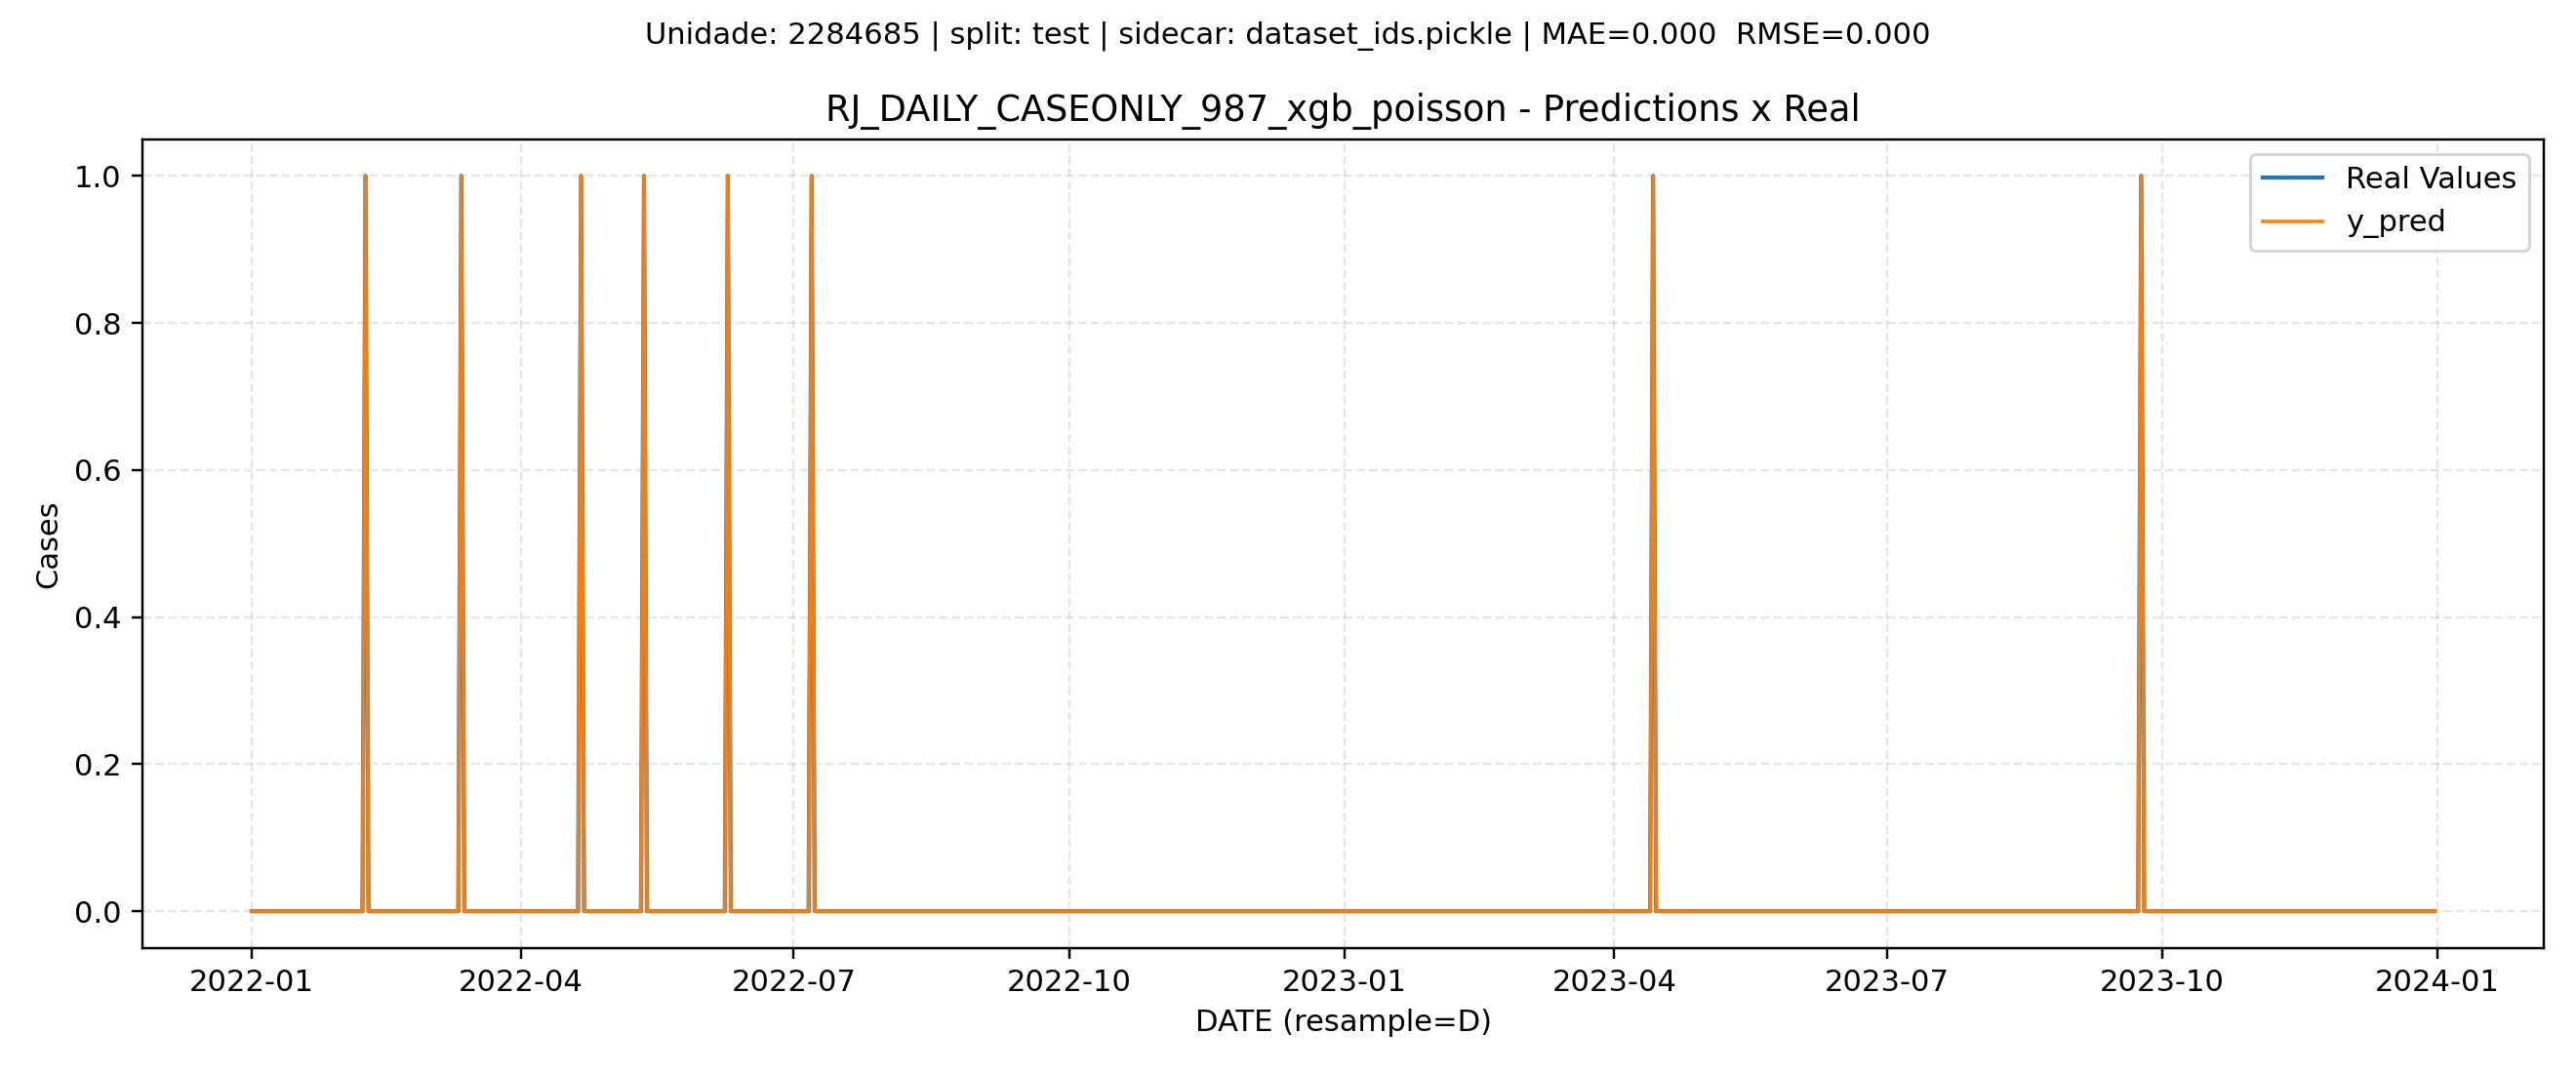 Unidade: 2284685 | split: test | sidecar: dataset_ids.pickle | MAE=0.000  RMSE=0.000
RJ_DAILY_CASEONLY_987_xgb_poisson - Predictions x Real
Real Values
y_pred
Cases
1.0
0.8
0.6
0.4
0.2
0.0
2022-01 2022-04 2022-07 2022-10 2023-01 2023-04 2023-07 2023-10 2024-01
DATE (resample=D)